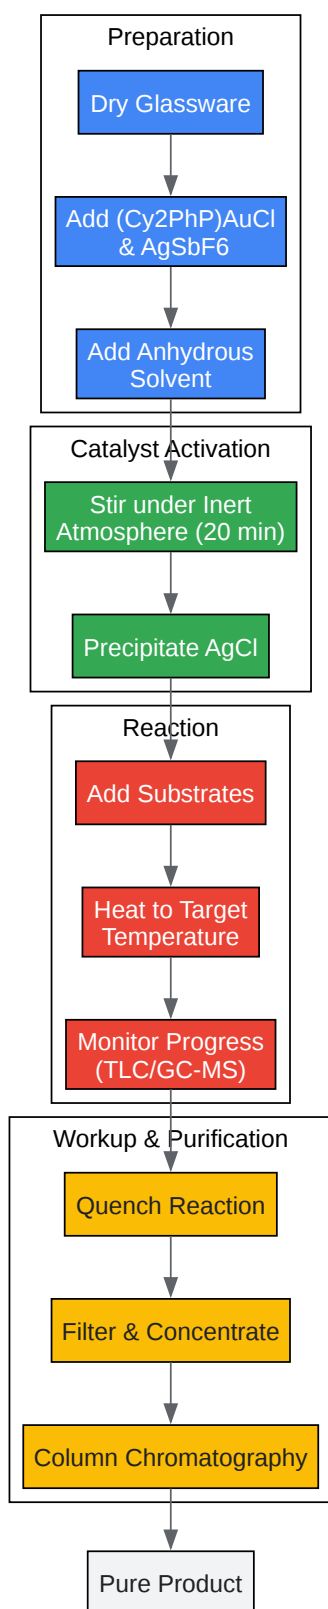 Preparation
Dry Glassware
Add (Cy2PhP)AuCl
& AgSbF6
Add Anhydrous
Solvent
Catalyst Activation
Stir under Inert
Atmosphere (20 min)
Precipitate AgCl
Reaction
Add Substrates
Heat to Target
Temperature
Monitor Progress
(TLC/GC-MS)
Workup & Purification
Quench Reaction
Filter & Concentrate
Column Chromatography
Pure Product